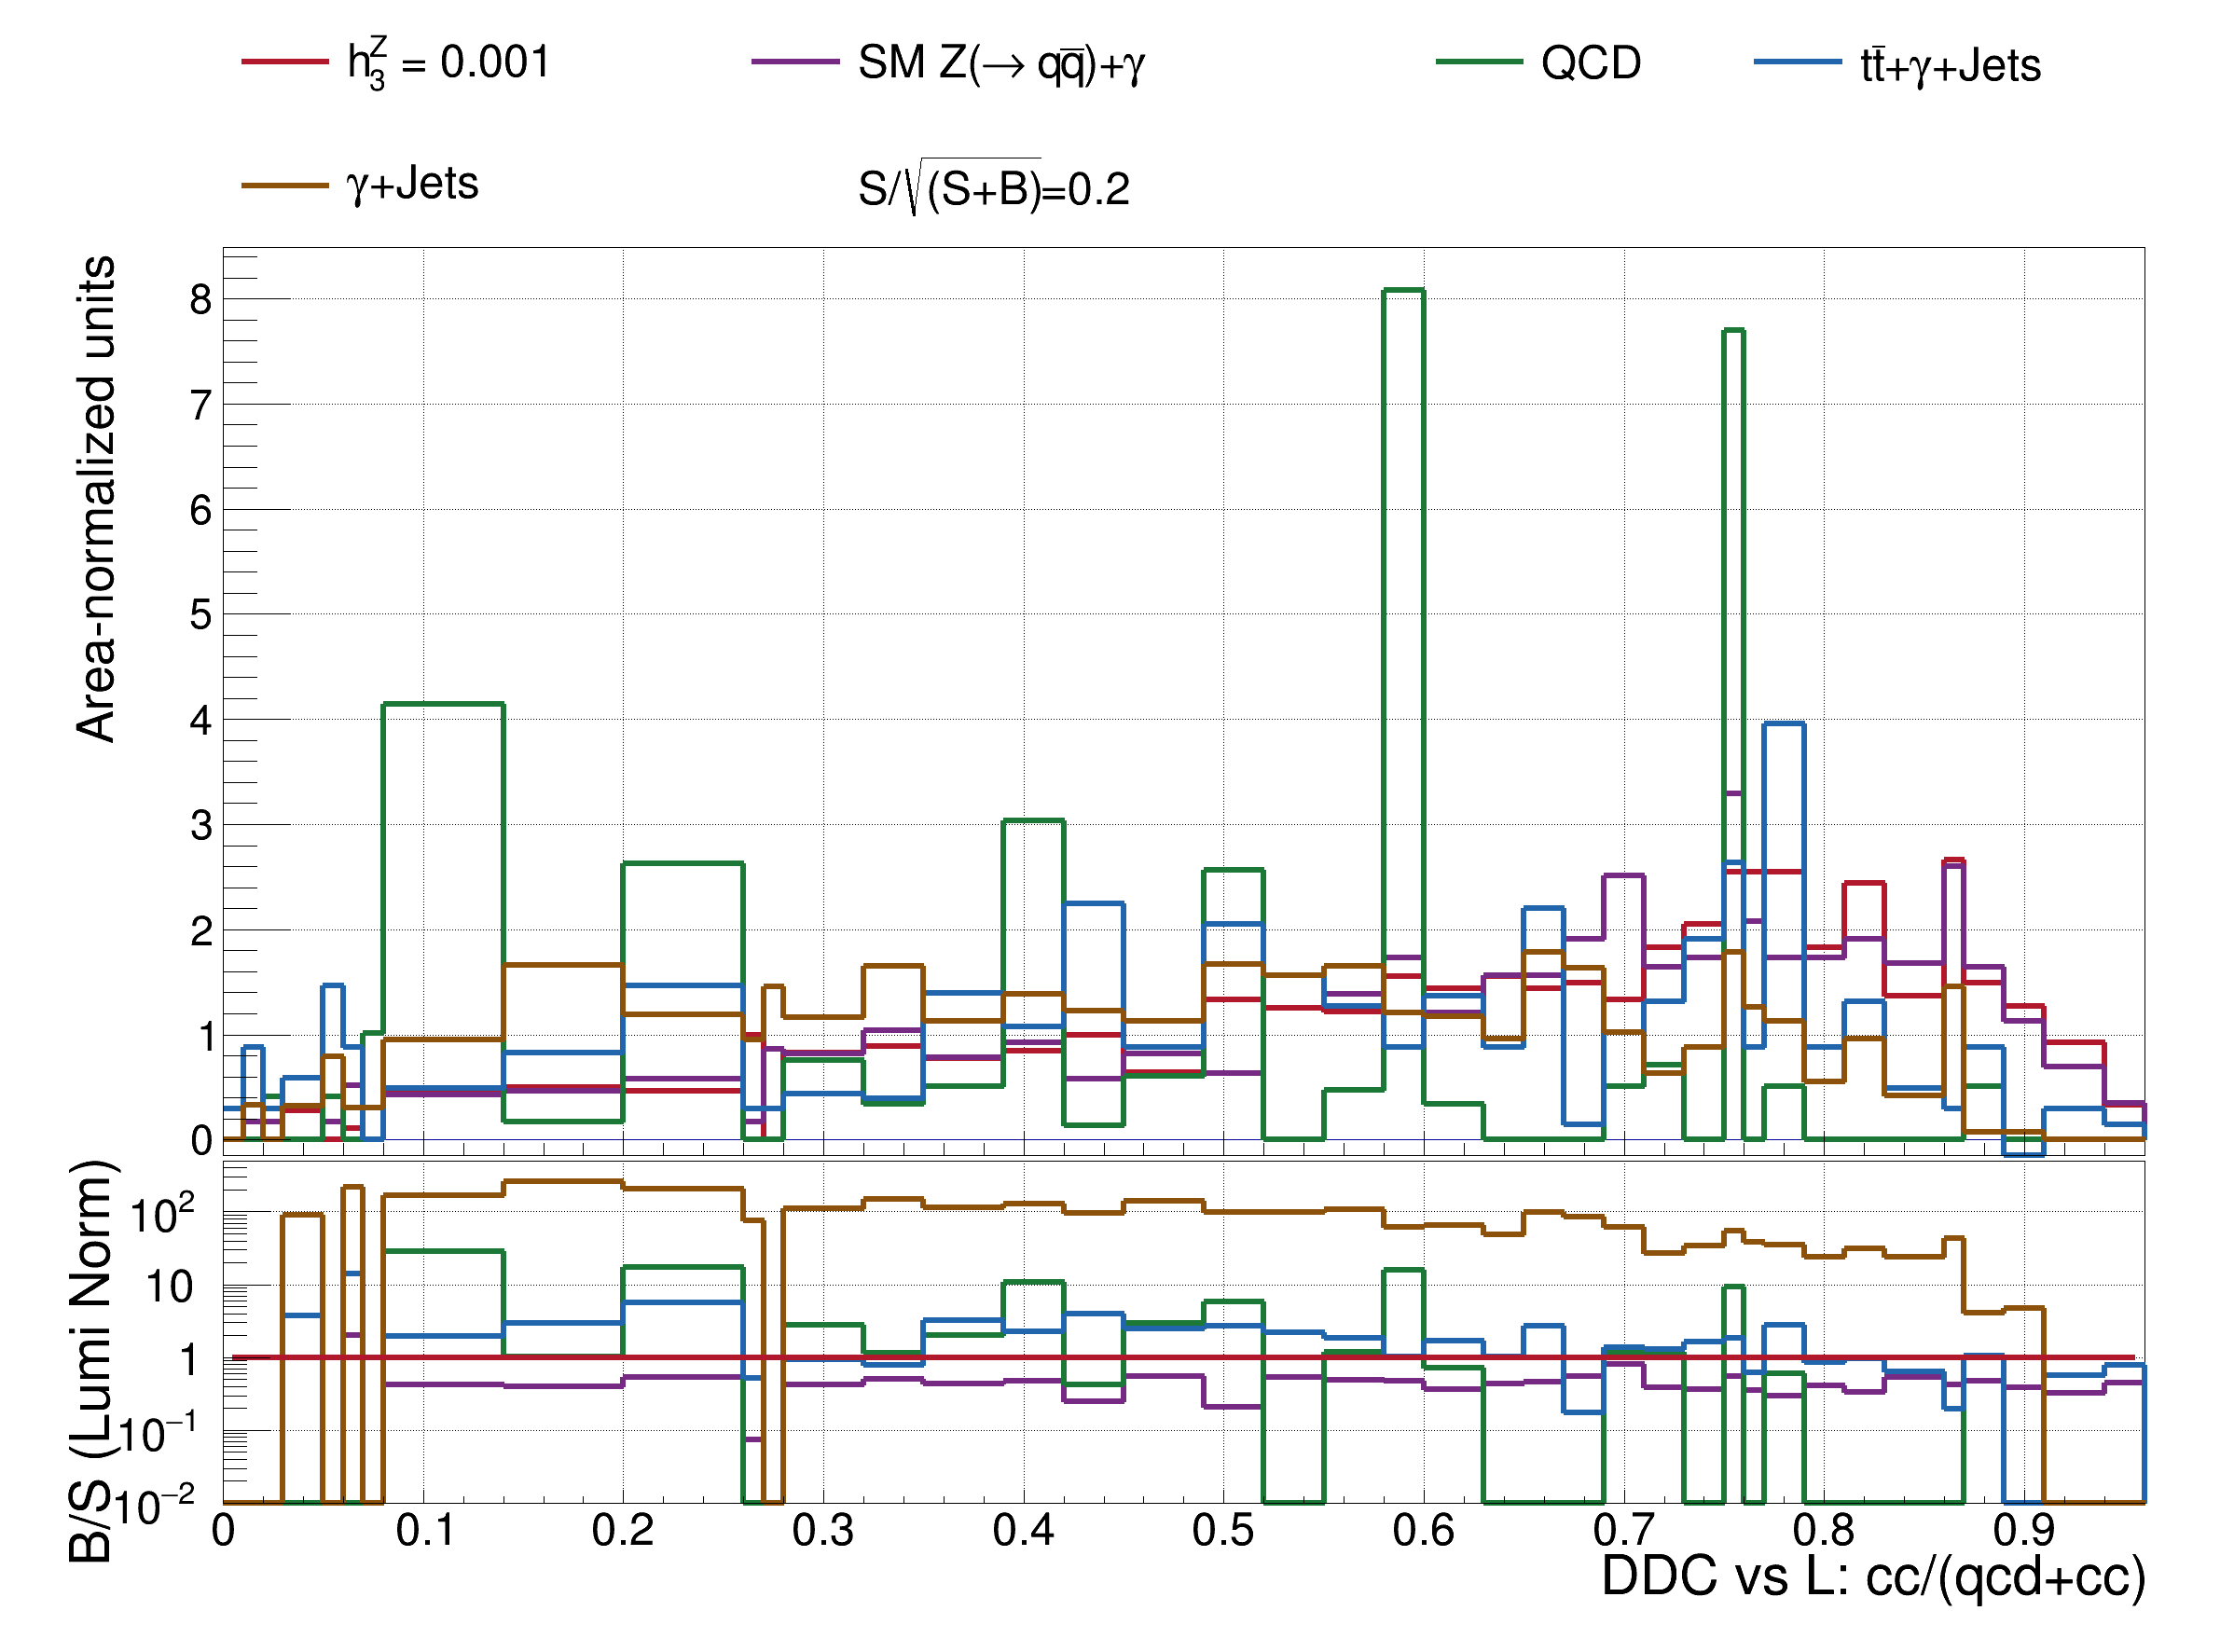 h₃ᶻ = 0.001
SM Z(→ qq̅)+γ
QCD
tt̅+γ+Jets
γ+Jets
S/√(S+B)=0.2
Area-normalized units
8
7
6
5
4
3
2
1
0
B/S (Lumi Norm)
10²
10
1
10⁻¹
10⁻²
0 0.1 0.2 0.3 0.4 0.5 0.6 0.7 0.8 0.9
DDC vs L: cc/(qcd+cc)